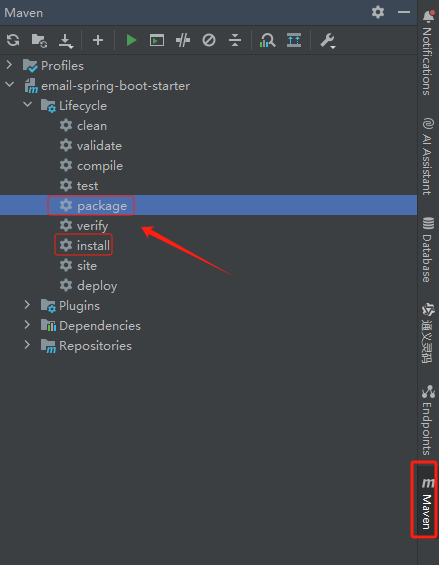 Maven
Profiles
email-spring-boot-starter
Lifecycle
clean
validate
compile
test
package
verify
install
site
deploy
Plugins
Dependencies
Repositories
Notifications
AI Assistant
Database
通义灵码
Endpoints
m Maven